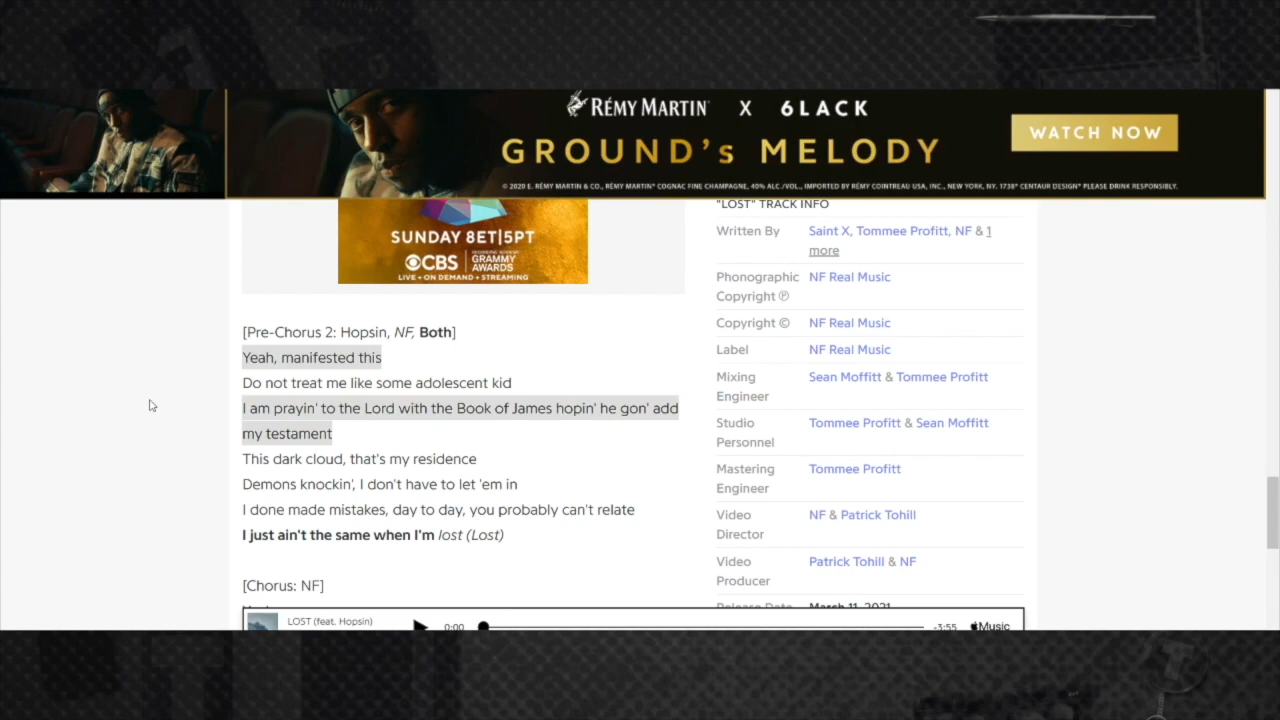 RÉMY MARTIN X 6LACK
GROUND's MELODY
WATCH NOW
© 2020 E. RÉMY MARTIN & CO., RÉMY MARTIN® COGNAC FINE CHAMPAGNE, 40% ALC./VOL., IMPORTED BY RÉMY COINTREAU USA, INC., NEW YORK, NY. 1738® CENTAUR DESIGN® PLEASE DRINK RESPONSIBLY.
SUNDAY 8ET|5PT
CBS
GRAMMY
AWARDS
LIVE + ON DEMAND + STREAMING
[Pre-Chorus 2: Hopsin, NF, Both]
Yeah, manifested this
Do not treat me like some adolescent kid
I am prayin' to the Lord with the Book of James hopin' he gon' add
my testament
This dark cloud, that's my residence
Demons knockin', I don't have to let 'em in
I done made mistakes, day to day, you probably can't relate
I just ain't the same when I'm lost (Lost)
[Chorus: NF]
"LOST" TRACK INFO
Written By Saint X, Tommee Profitt, NF & 1
more
Phonographic NF Real Music
Copyright ℗
Copyright © NF Real Music
Label NF Real Music
Mixing Sean Moffitt & Tommee Profitt
Engineer
Studio Tommee Profitt & Sean Moffitt
Personnel
Mastering Tommee Profitt
Engineer
Video NF & Patrick Tohill
Director
Video Patrick Tohill & NF
Producer
Release Date March 11, 2021
LOST (feat. Hopsin)
0:00 -3:55 Music